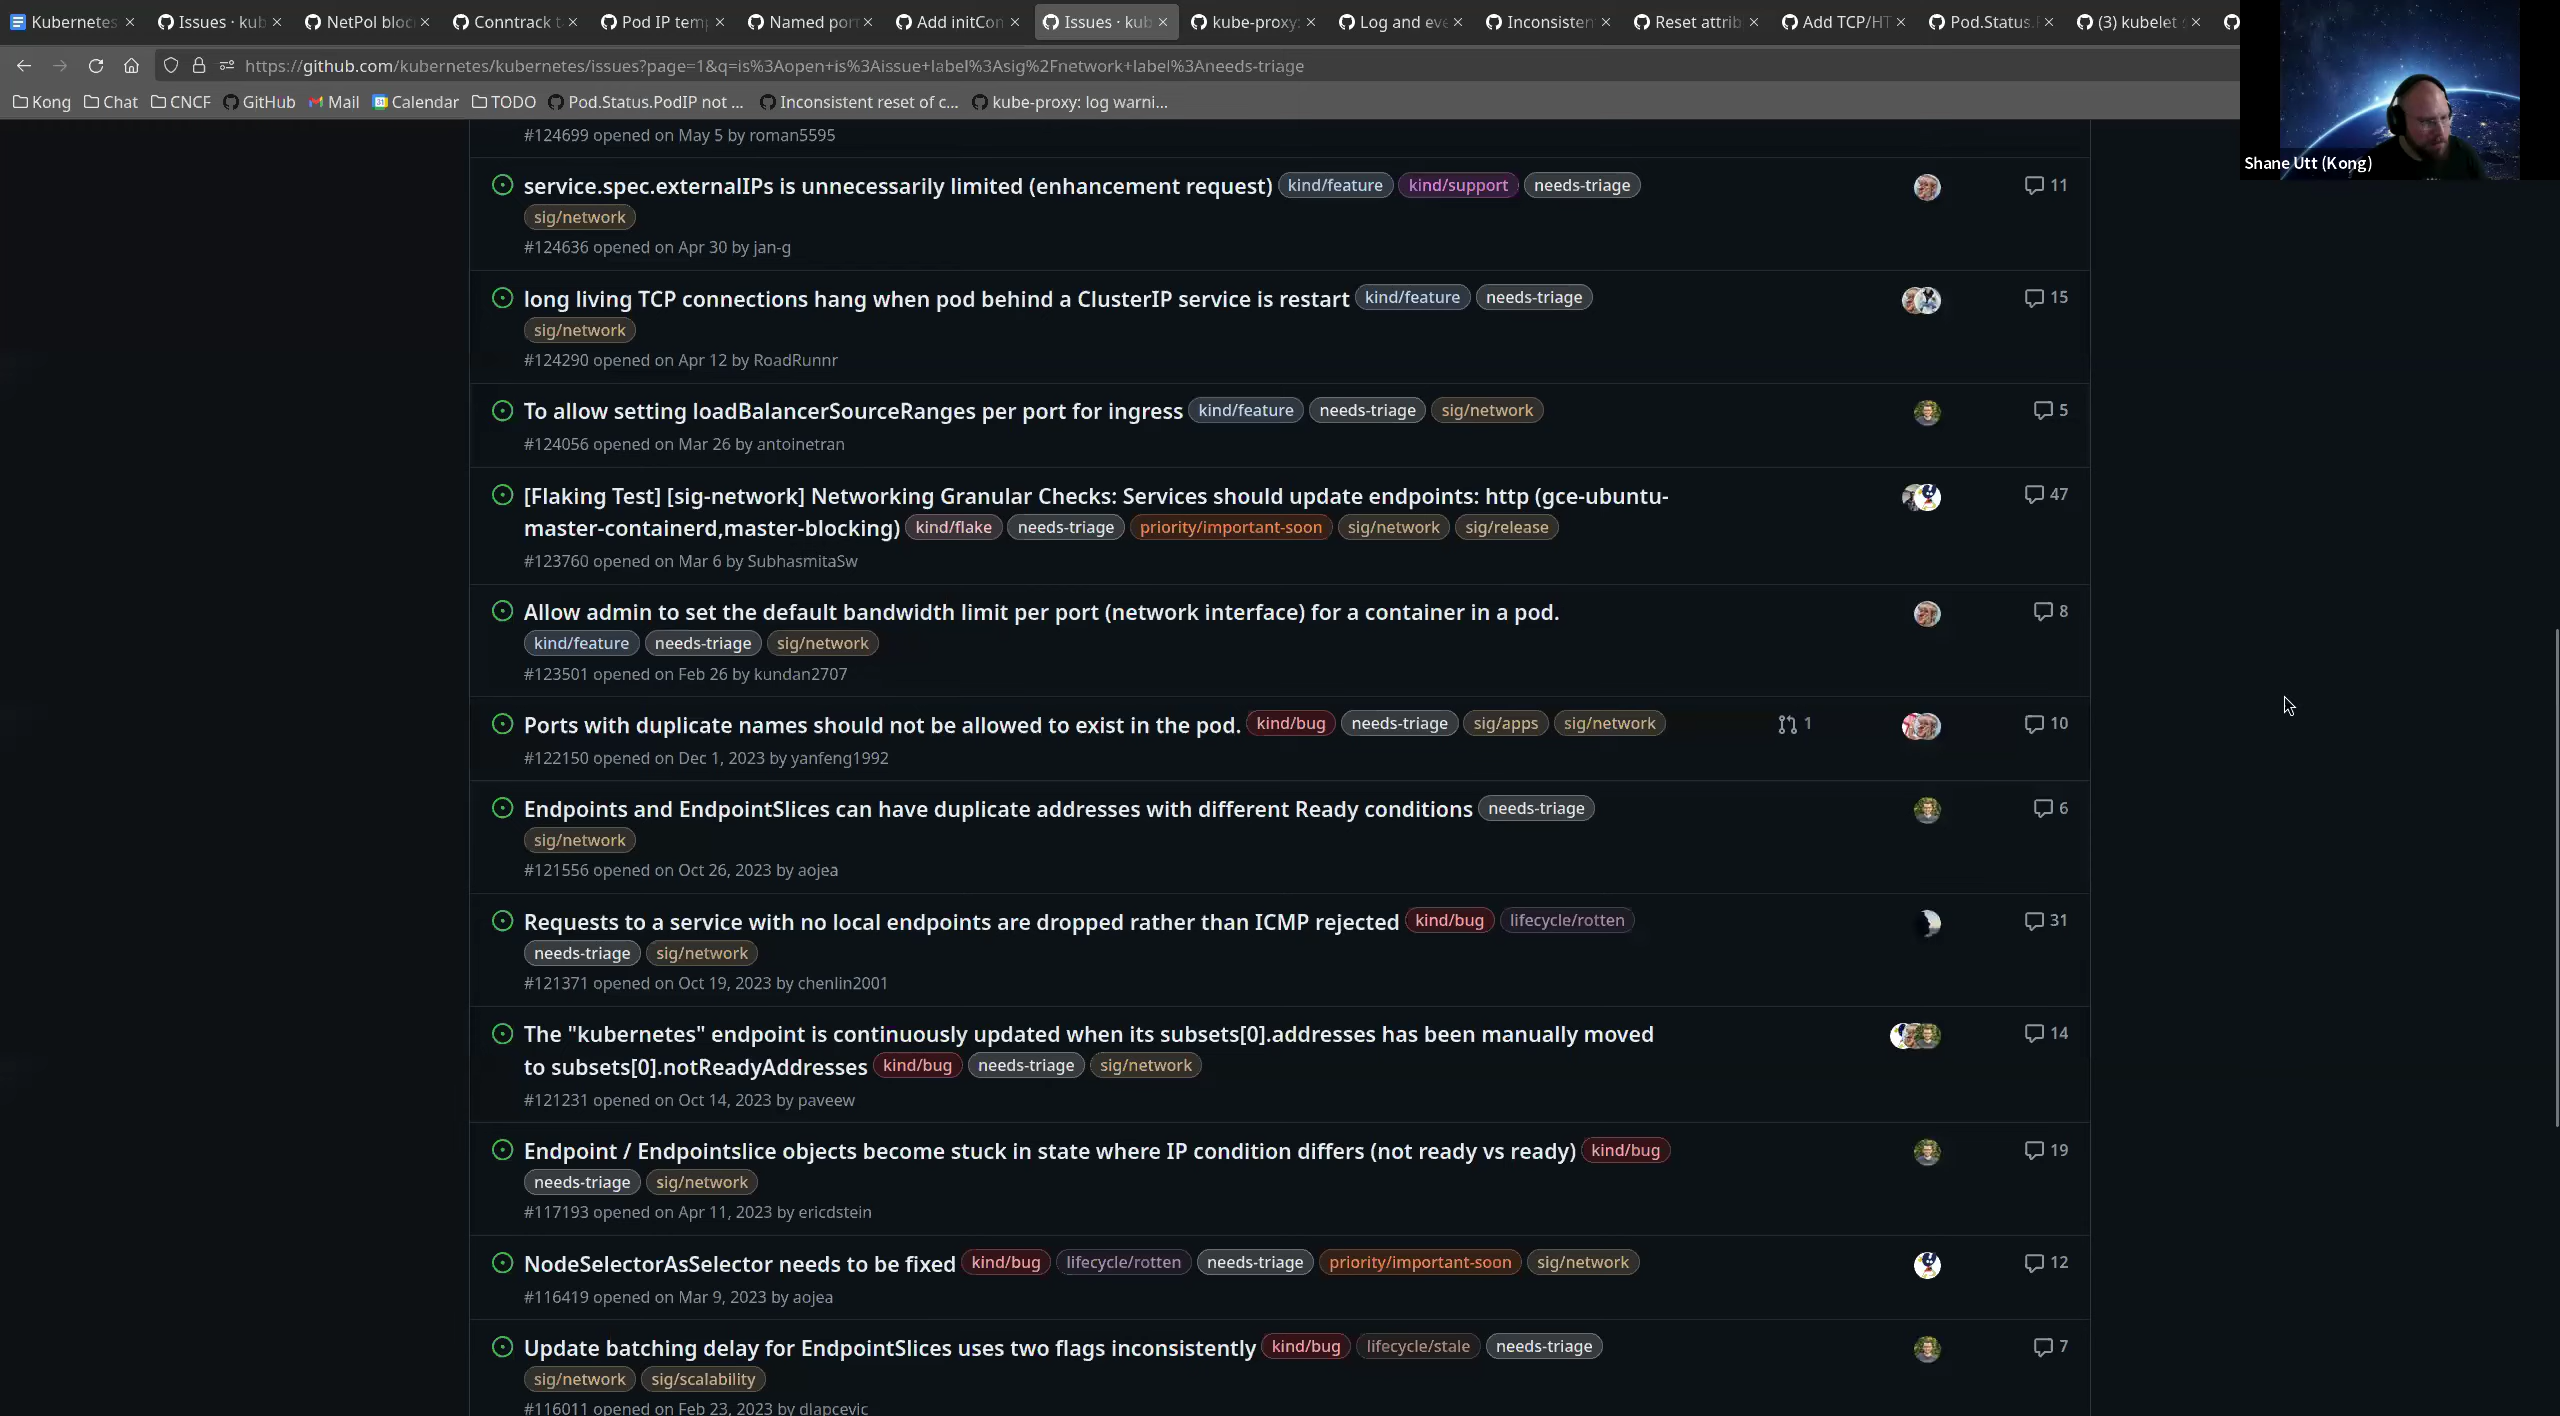 Kubernetes
Issues · kub
NetPol bloc
Conntrack t
Pod IP temp
Named port
Add initCon
Issues · kub
kube-proxy:
Log and eve
Inconsisten
Reset attrib
Add TCP/HT
Pod.Status.
(3) kubelet
https://github.com/kubernetes/kubernetes/issues?page=1&q=is%3Aopen+is%3Aissue+label%3Asig%2Fnetwork+label%3Aneeds-triage
Kong
Chat
CNCF
GitHub
Mail
Calendar
TODO
Pod.Status.PodIP not ...
Inconsistent reset of c...
kube-proxy: log warni...
Shane Utt (Kong)
#124699 opened on May 5 by roman5595
service.spec.externalIPs is unnecessarily limited (enhancement request) kind/feature kind/support needs-triage 11
sig/network
#124636 opened on Apr 30 by jan-g
long living TCP connections hang when pod behind a ClusterIP service is restart kind/feature needs-triage 15
sig/network
#124290 opened on Apr 12 by RoadRunnr
To allow setting loadBalancerSourceRanges per port for ingress kind/feature needs-triage sig/network 5
#124056 opened on Mar 26 by antoinetran
[Flaking Test] [sig-network] Networking Granular Checks: Services should update endpoints: http (gce-ubuntu- 47
master-containerd,master-blocking) kind/flake needs-triage priority/important-soon sig/network sig/release
#123760 opened on Mar 6 by SubhasmitaSw
Allow admin to set the default bandwidth limit per port (network interface) for a container in a pod. 8
kind/feature needs-triage sig/network
#123501 opened on Feb 26 by kundan2707
Ports with duplicate names should not be allowed to exist in the pod. kind/bug needs-triage sig/apps sig/network 1 10
#122150 opened on Dec 1, 2023 by yanfeng1992
Endpoints and EndpointSlices can have duplicate addresses with different Ready conditions needs-triage 6
sig/network
#121556 opened on Oct 26, 2023 by aojea
Requests to a service with no local endpoints are dropped rather than ICMP rejected kind/bug lifecycle/rotten 31
needs-triage sig/network
#121371 opened on Oct 19, 2023 by chenlin2001
The "kubernetes" endpoint is continuously updated when its subsets[0].addresses has been manually moved 14
to subsets[0].notReadyAddresses kind/bug needs-triage sig/network
#121231 opened on Oct 14, 2023 by paveew
Endpoint / Endpointslice objects become stuck in state where IP condition differs (not ready vs ready) kind/bug 19
needs-triage sig/network
#117193 opened on Apr 11, 2023 by ericdstein
NodeSelectorAsSelector needs to be fixed kind/bug lifecycle/rotten needs-triage priority/important-soon sig/network 12
#116419 opened on Mar 9, 2023 by aojea
Update batching delay for EndpointSlices uses two flags inconsistently kind/bug lifecycle/stale needs-triage 7
sig/network sig/scalability
#116011 opened on Feb 23, 2023 by dlapcevic